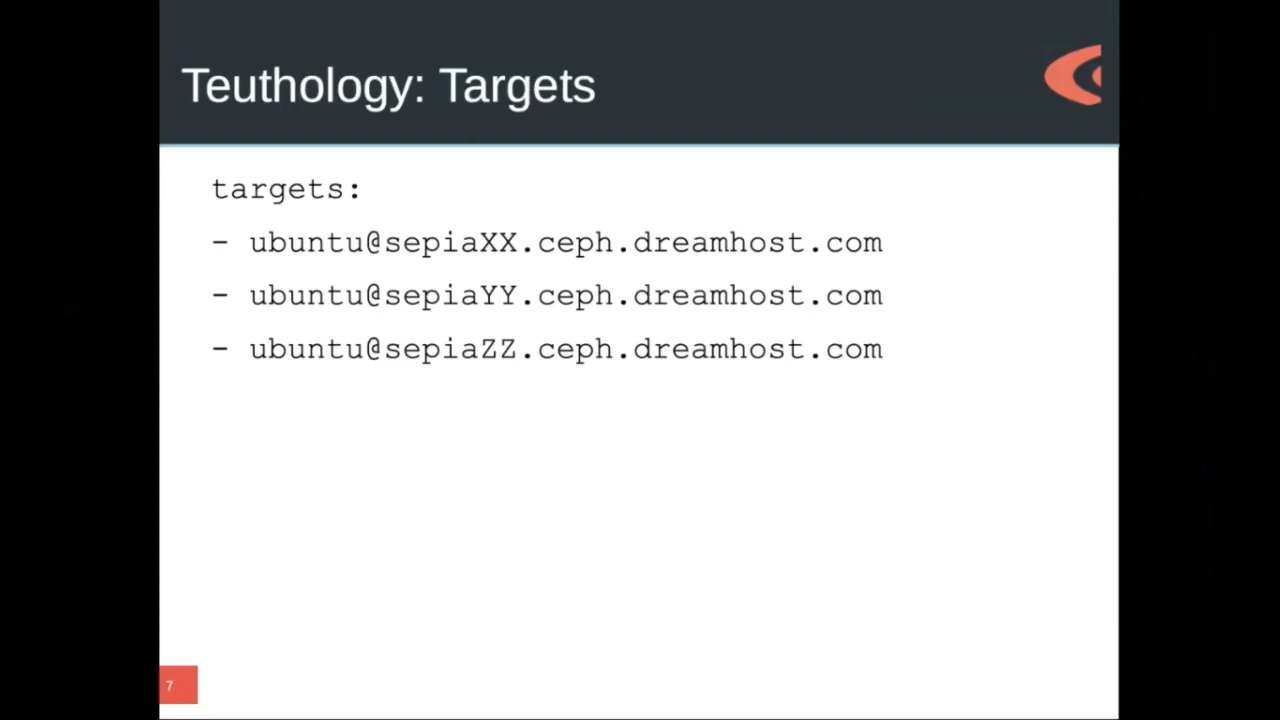 Teuthology: Targets
targets:
- ubuntu@sepiaXX.ceph.dreamhost.com
- ubuntu@sepiaYY.ceph.dreamhost.com
- ubuntu@sepiaZZ.ceph.dreamhost.com
7